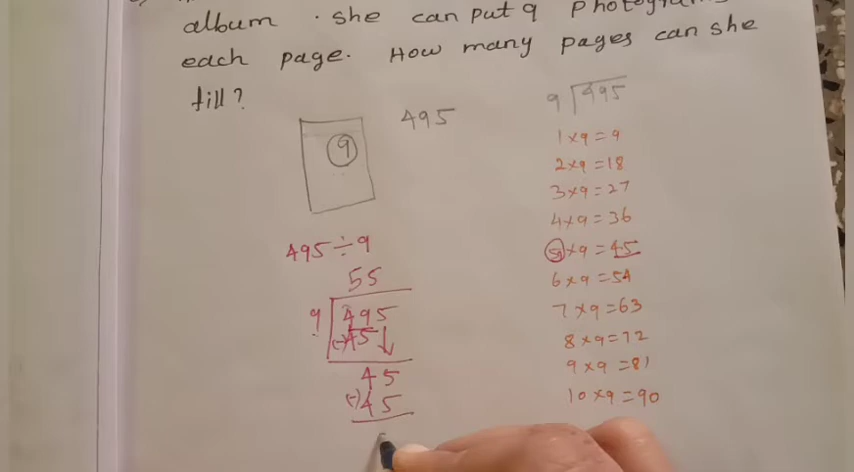 album . she can put 9
each page. How many pages can she
fill?
495
9
9 495
1 x 9 = 9
2 x 9 = 18
3 x 9 = 27
4 x 9 = 36
5 x 9 = 45
6 x 9 = 54
7 x 9 = 63
8 x 9 = 72
9 x 9 = 81
10 x 9 = 90
495 ÷ 9
55
9 495
(-) 45
45
(-) 45